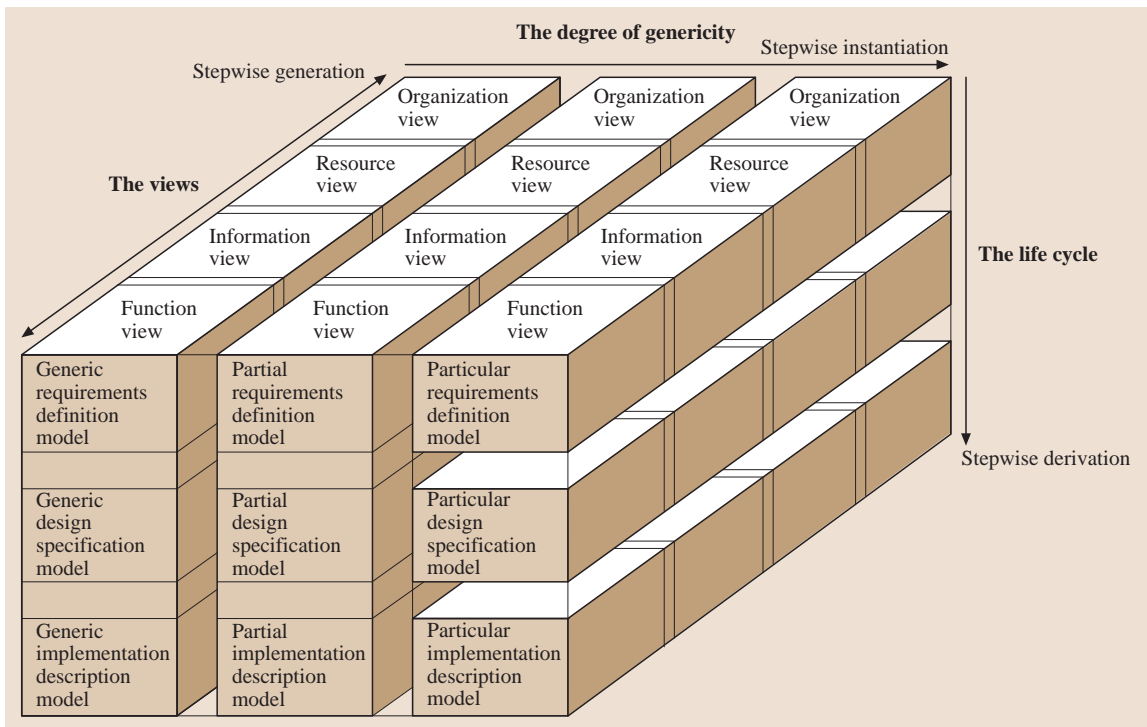 The degree of genericity
Stepwise instantiation
Stepwise generation
Organization
view
Organization
view
Organization
view
Resource
view
Resource
view
Resource
view
The views
Information
view
Information
view
Information
view
The life cycle
Function
view
Function
view
Function
view
Generic
requirements
definition
model
Partial
requirements
definition
model
Particular
requirements
definition
model
Stepwise derivation
Generic
design
specification
model
Partial
design
specification
model
Particular
design
specification
model
Generic
implementation
description
model
Partial
implementation
description
model
Particular
implementation
description
model